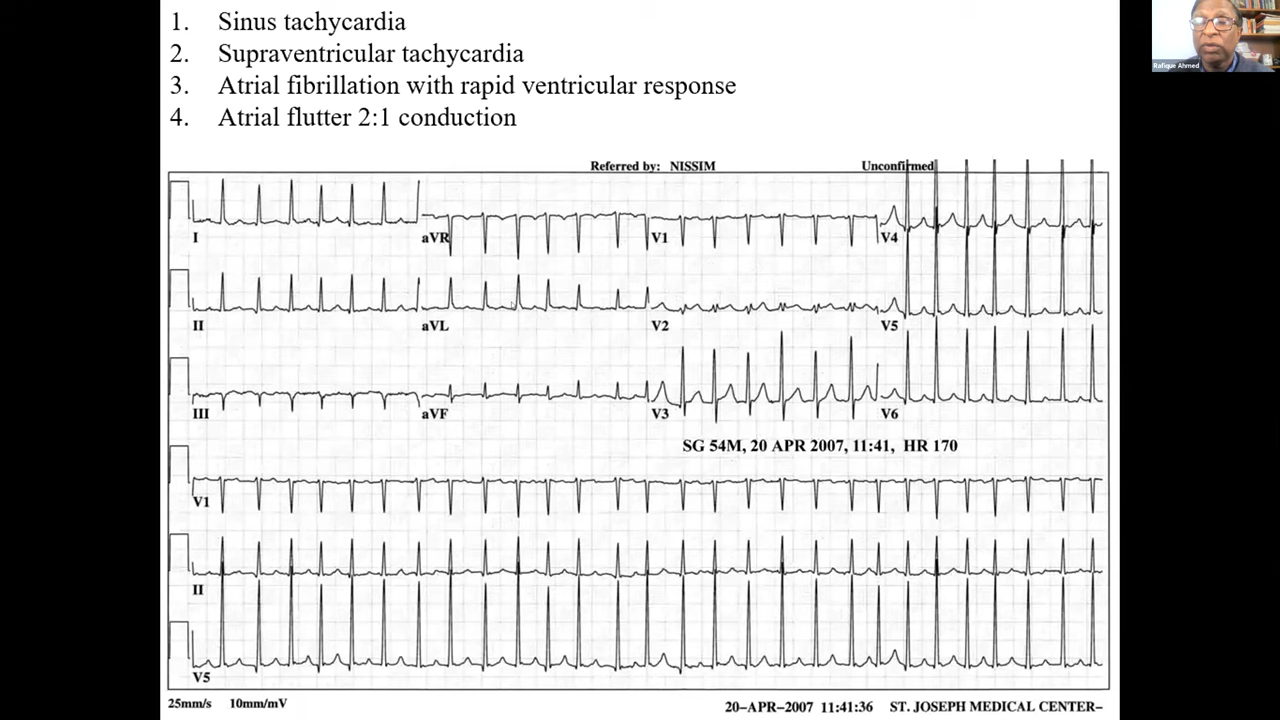 1. Sinus tachycardia
2. Supraventricular tachycardia
3. Atrial fibrillation with rapid ventricular response
4. Atrial flutter 2:1 conduction
Rafique Ahmed
Referred by: NISSIM Unconfirmed
I aVR V1 V4
II aVL V2 V5
III aVF V3 V6
SG 54M, 20 APR 2007, 11:41, HR 170
V1
II
V5
25mm/s 10mm/mV 20-APR-2007 11:41:36 ST. JOSEPH MEDICAL CENTER-